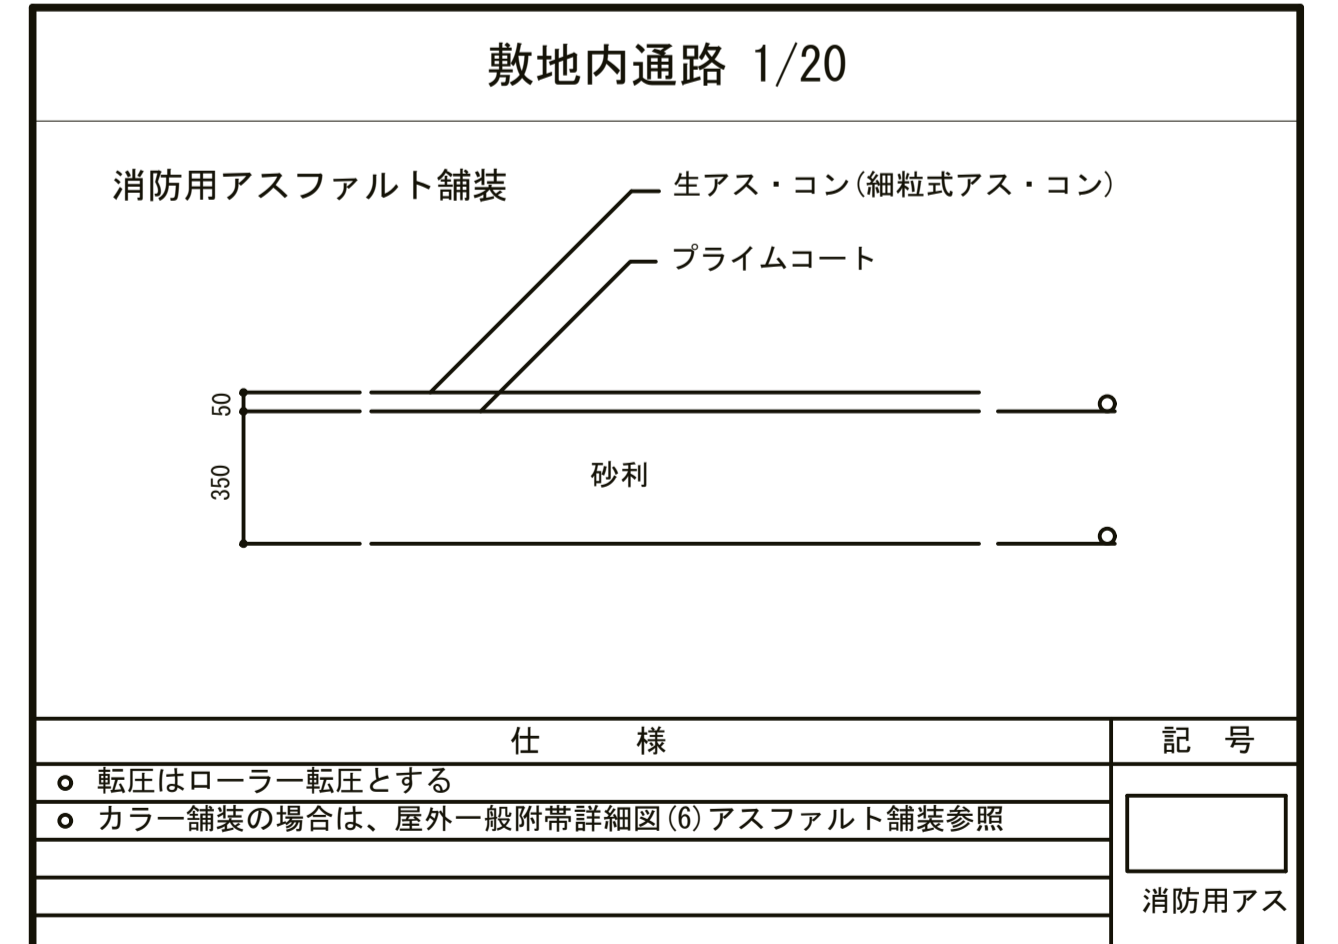 敷地内通路 1/20
消防用アスファルト舗装
生アス・コン(細粒式アス・コン)
プライムコート
50
350
砂利
仕 様
記 号
転圧はローラー転圧とする
カラー舗装の場合は、屋外一般附帯詳細図(6)アスファルト舗装参照
消防用アス